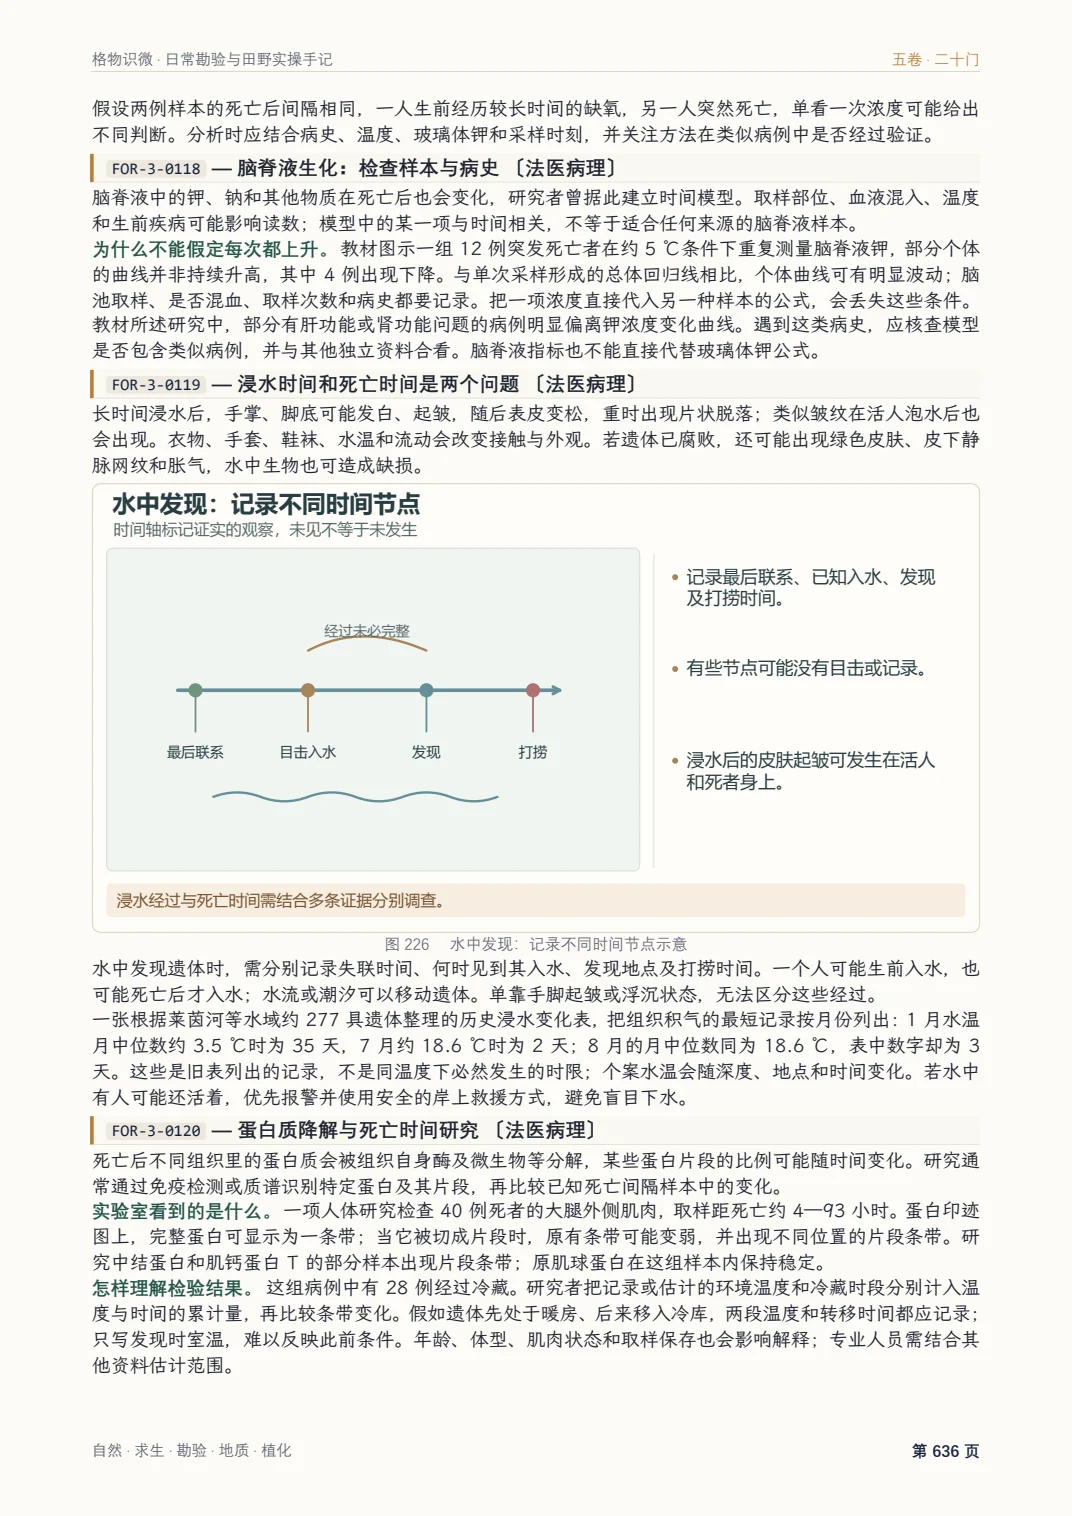 格物识微 · 日常勘验与田野实操手记
五卷 · 二十门
假设两例样本的死亡后间隔相同，一人生前经历较长时间的缺氧，另一人突然死亡，单看一次浓度可能给出
不同判断。分析时应结合病史、温度、玻璃体钾和采样时刻，并关注方法在类似病例中是否经过验证。
FOR-3-0118 — 脑脊液生化：检查样本与病史 〔法医病理〕
脑脊液中的钾、钠和其他物质在死亡后也会变化，研究者曾据此建立时间模型。取样部位、血液混入、温度
和生前疾病可能影响读数；模型中的某一项与时间相关，不等于适合任何来源的脑脊液样本。
为什么不能假定每次都上升。教材图示一组 12 例突发死亡者在约 5 ℃条件下重复测量脑脊液钾，部分个体
的曲线并非持续升高，其中 4 例出现下降。与单次采样形成的总体回归线相比，个体曲线可有明显波动；脑
池取样、是否混血、取样次数和病史都要记录。把一项浓度直接代入另一种样本的公式，会丢失这些条件。
教材所述研究中，部分有肝功能或肾功能问题的病例明显偏离钾浓度变化曲线。遇到这类病史，应核查模型
是否包含类似病例，并与其他独立资料合看。脑脊液指标也不能直接代替玻璃体钾公式。
FOR-3-0119 — 浸水时间和死亡时间是两个问题 〔法医病理〕
长时间浸水后，手掌、脚底可能发白、起皱，随后表皮变松，重时出现片状脱落；类似皱纹在活人泡水后也
会出现。衣物、手套、鞋袜、水温和流动会改变接触与外观。若遗体已腐败，还可能出现绿色皮肤、皮下静
脉网纹和胀气，水中生物也可造成缺损。
水中发现：记录不同时间节点
时间轴标记证实的观察，未见不等于未发生
经过未必完整
最后联系
目击入水
发现
打捞
• 记录最后联系、已知入水、发现
及打捞时间。
• 有些节点可能没有目击或记录。
• 浸水后的皮肤起皱可发生在活人
和死者身上。
浸水经过与死亡时间需结合多条证据分别调查。
图 226 水中发现：记录不同时间节点示意
水中发现遗体时，需分别记录失联时间、何时见到其入水、发现地点及打捞时间。一个人可能生前入水，也
可能死亡后才入水；水流或潮汐可以移动遗体。单靠手脚起皱或浮沉状态，无法区分这些经过。
一张根据莱茵河等水域约 277 具遗体整理的历史浸水变化表，把组织积气的最短记录按月份列出：1 月水温
月中位数约 3.5 ℃时为 35 天，7 月约 18.6 ℃时为 2 天；8 月的月中位数同为 18.6 ℃，表中数字却为 3
天。这些是旧表列出的记录，不是同温度下必然发生的时限；个案水温会随深度、地点和时间变化。若水中
有人可能还活着，优先报警并使用安全的岸上救援方式，避免盲目下水。
FOR-3-0120 — 蛋白质降解与死亡时间研究 〔法医病理〕
死亡后不同组织里的蛋白质会被组织自身酶及微生物等分解，某些蛋白片段的比例可能随时间变化。研究通
常通过免疫检测或质谱识别特定蛋白及其片段，再比较已知死亡间隔样本中的变化。
实验室看到的是什么。一项人体研究检查 40 例死者的大腿外侧肌肉，取样距死亡约 4—93 小时。蛋白印迹
图上，完整蛋白可显示为一条带；当它被切成片段时，原有条带可能变弱，并出现不同位置的片段条带。研
究中结蛋白和肌钙蛋白 T 的部分样本出现片段条带；原肌球蛋白在这组样本内保持稳定。
怎样理解检验结果。这组病例中有 28 例经过冷藏。研究者把记录或估计的环境温度和冷藏时段分别计入温
度与时间的累计量，再比较条带变化。假如遗体先处于暖房、后来移入冷库，两段温度和转移时间都应记录；
只写发现时室温，难以反映此前条件。年龄、体型、肌肉状态和取样保存也会影响解释；专业人员需结合其
他资料估计范围。
自然 · 求生 · 勘验 · 地质 · 植化
第 636 页